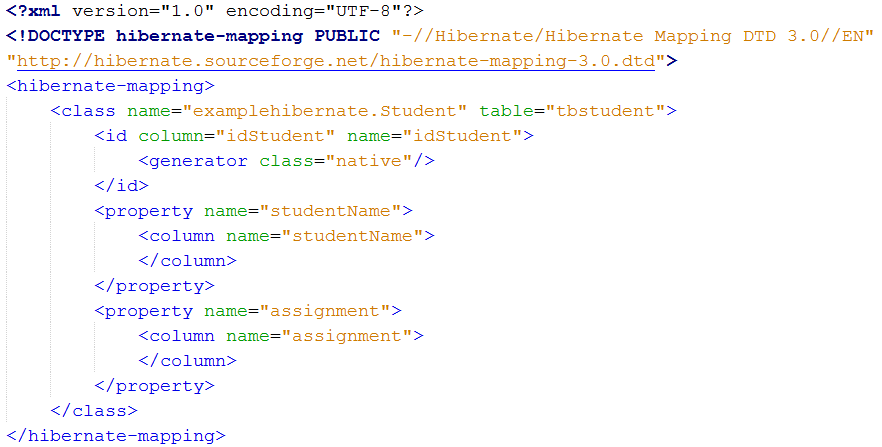 <?xml version="1.0" encoding="UTF-8"?>
<!DOCTYPE hibernate-mapping PUBLIC "-//Hibernate/Hibernate Mapping DTD 3.0//EN"
"http://hibernate.sourceforge.net/hibernate-mapping-3.0.dtd">
<hibernate-mapping>
    <class name="examplehibernate.Student" table="tbstudent">
        <id column="idStudent" name="idStudent">
            <generator class="native"/>
        </id>
        <property name="studentName">
            <column name="studentName">
            </column>
        </property>
        <property name="assignment">
            <column name="assignment">
            </column>
        </property>
    </class>
</hibernate-mapping>